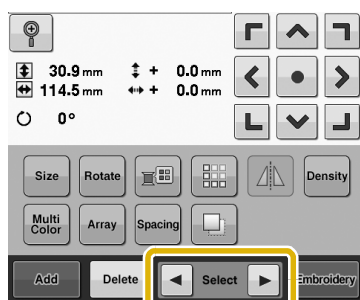 30.9 mm + 0.0 mm
114.5 mm + 0.0 mm
0°
Size Rotate Density
Multi Color Array Spacing
Add Delete Select Embroidery